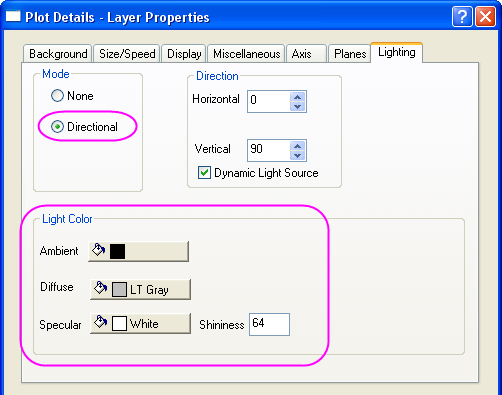 Plot Details - Layer Properties
Background Size/Speed Display Miscellaneous Axis Planes Lighting
Mode
None
Directional
Direction
Horizontal 0
Vertical 90
Dynamic Light Source
Light Color
Ambient
Diffuse LT Gray
Specular White Shininess 64